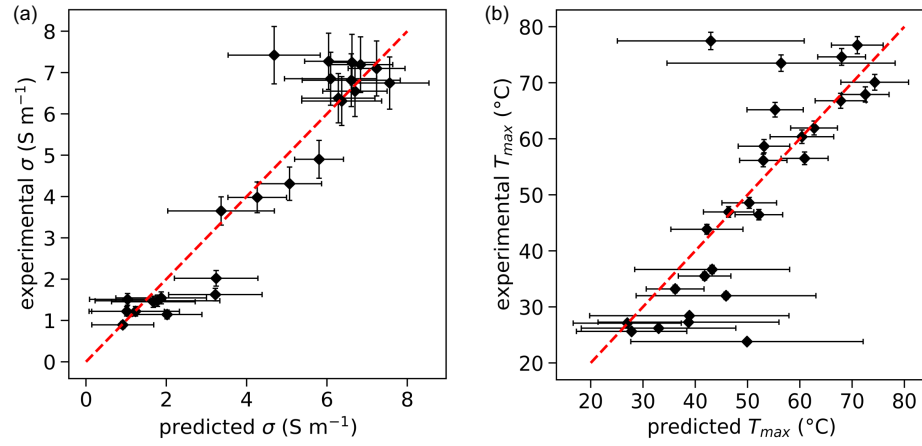 (a)
8
7
6
5
4
3
2
1
0
experimental σ (S m⁻¹)
0 2 4 6 8
predicted σ (S m⁻¹)
(b)
80
70
60
50
40
30
20
experimental Tmax (°C)
20 30 40 50 60 70 80
predicted Tmax (°C)